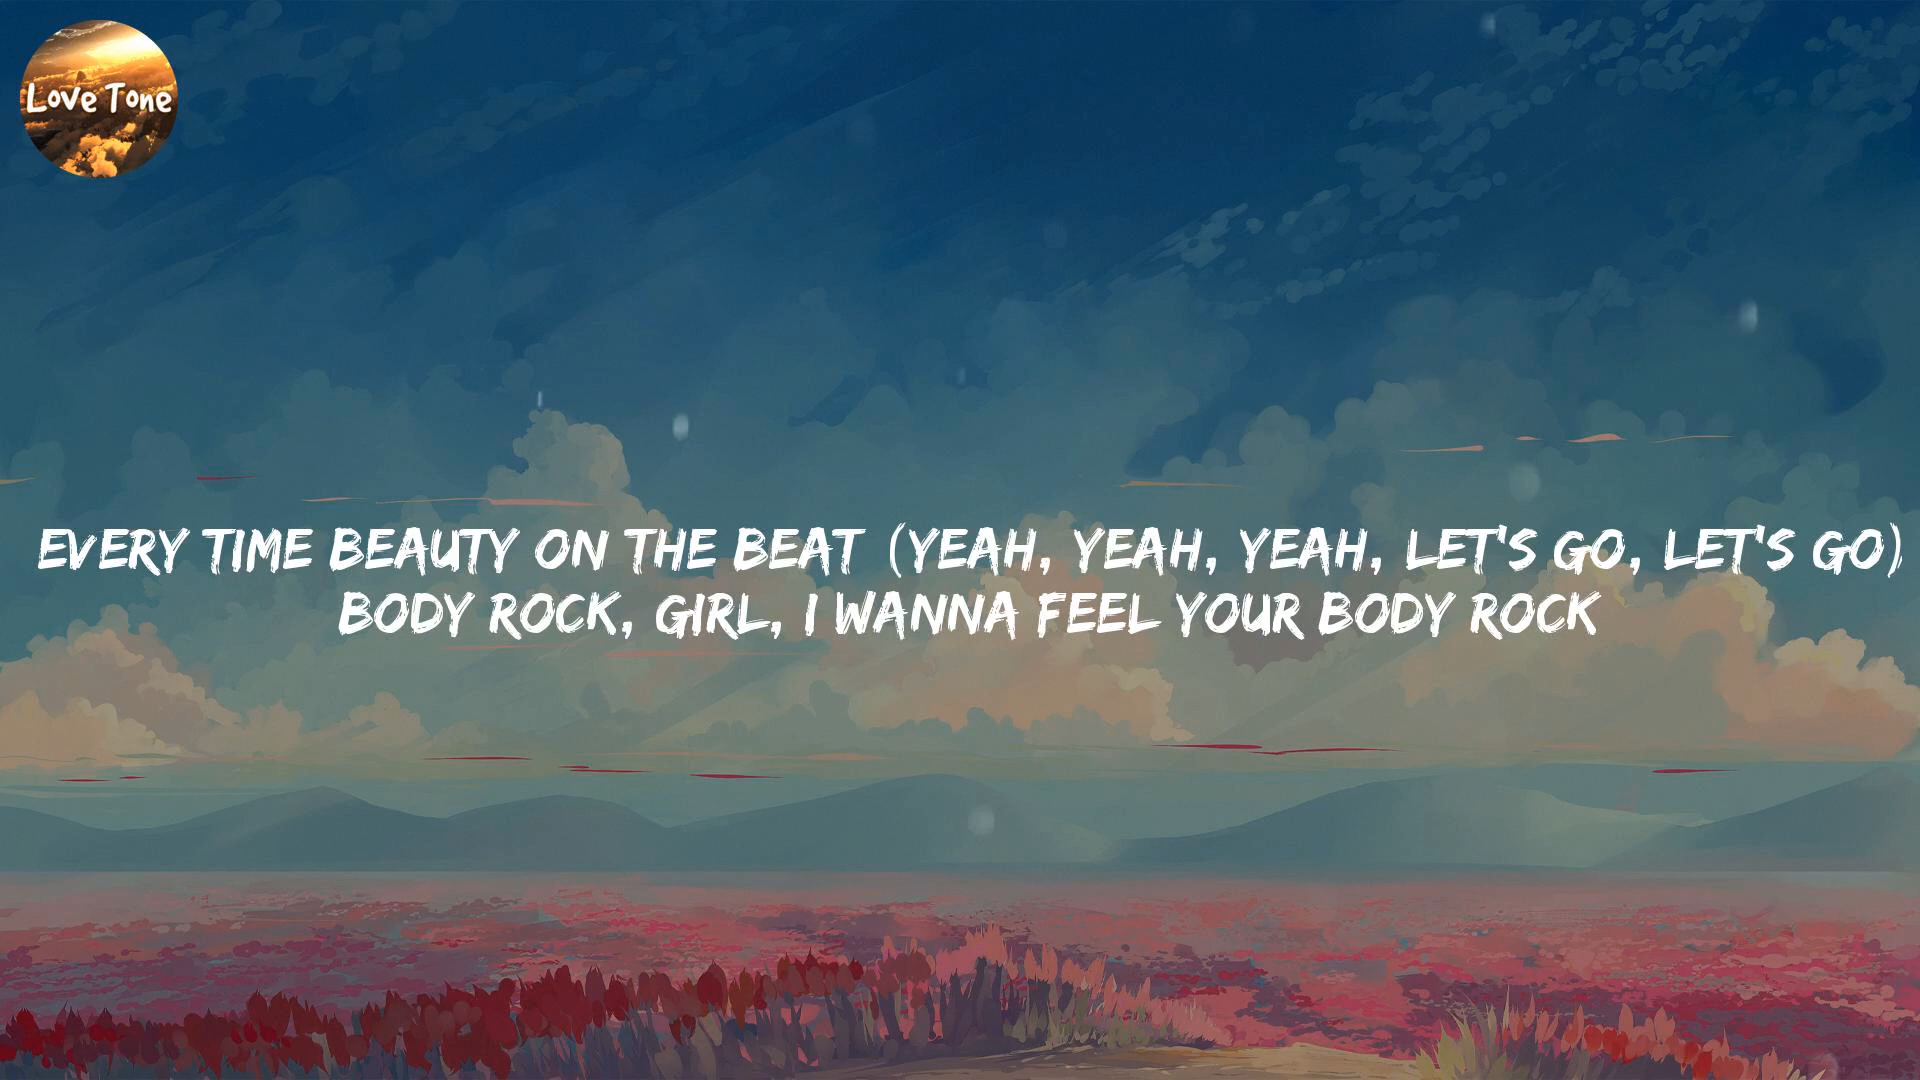 Love Tone
EVERY TIME BEAUTY ON THE BEAT (YEAH, YEAH, YEAH, LET'S GO, LET'S GO)
BODY ROCK, GIRL, I WANNA FEEL YOUR BODY ROCK